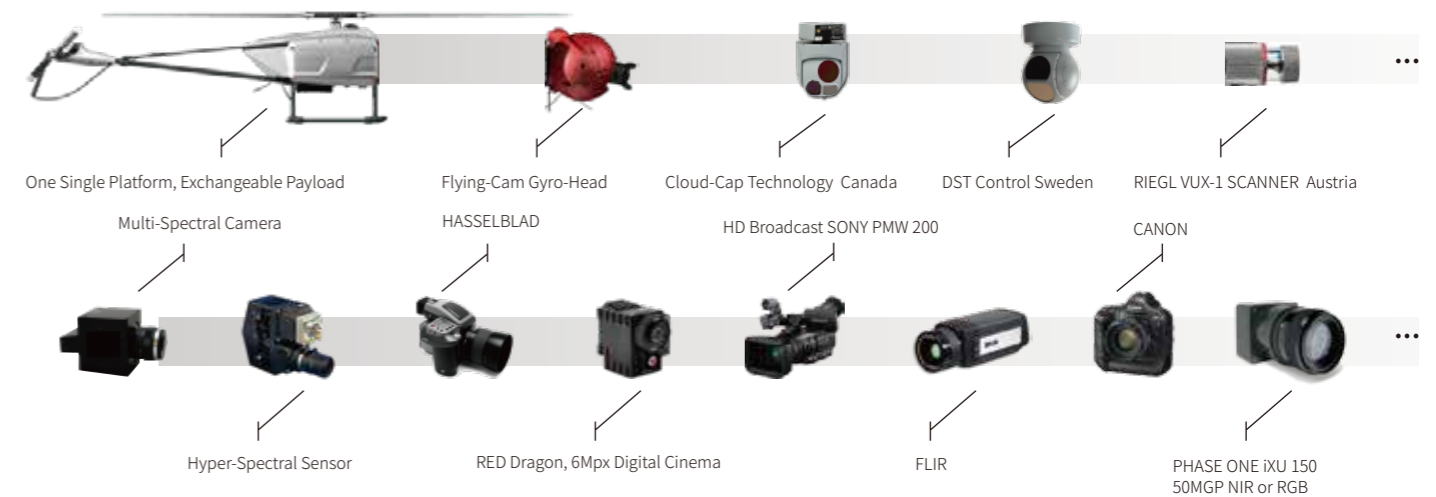 One Single Platform, Exchangeable Payload
Flying-Cam Gyro-Head
Cloud-Cap Technology Canada
DST Control Sweden
RIEGL VUX-1 SCANNER Austria
...
Multi-Spectral Camera
HASSELBLAD
HD Broadcast SONY PMW 200
CANON
...
Hyper-Spectral Sensor
RED Dragon, 6Mpx Digital Cinema
FLIR
PHASE ONE iXU 150
50MGP NIR or RGB